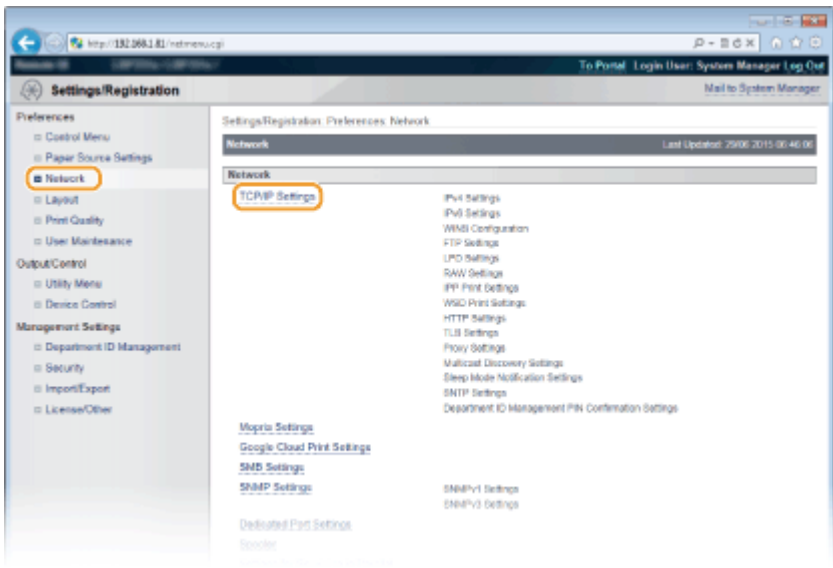 http://192.168.1.81/netmenu.cgi
To Portal Login User: System Manager Log Out
Settings/Registration
Mail to System Manager
Preferences
Control Menu
Paper Source Settings
Network
Layout
Print Quality
User Maintenance
Output/Control
Utility Menu
Device Control
Management Settings
Department ID Management
Security
Import/Export
License/Other
Settings/Registration: Preferences: Network
Network
Last Updated: 29/06 2015 06:46:06
Network
TCP/IP Settings
IPv4 Settings
IPv6 Settings
WINS Configuration
FTP Settings
LPD Settings
RAW Settings
IPP Print Settings
WSD Print Settings
HTTP Settings
TLS Settings
Proxy Settings
Multicast Discovery Settings
Sleep Mode Notification Settings
SNTP Settings
Department ID Management PIN Confirmation Settings
Mopria Settings
Google Cloud Print Settings
SMB Settings
SNMP Settings
SNMPv1 Settings
SNMPv3 Settings
Dedicated Port Settings
Spooler